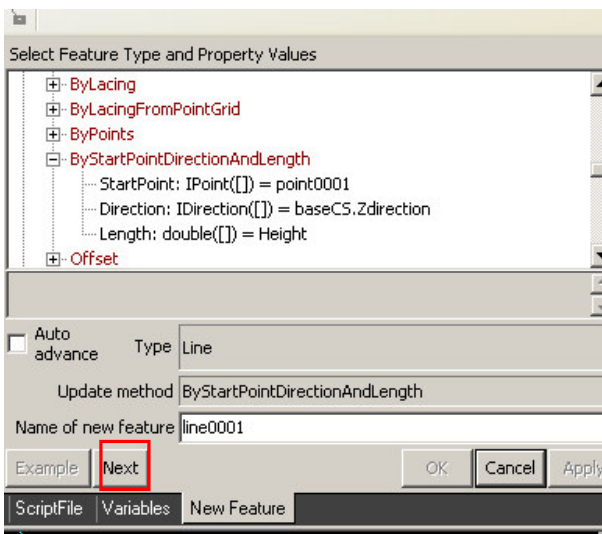 Select Feature Type and Property Values
ByLacing
ByLacingFromPointGrid
ByPoints
ByStartPointDirectionAndLength
StartPoint: IPoint([]) = point0001
Direction: IDirection([]) = baseCS.Zdirection
Length: double([]) = Height
Offset
Auto advance Type Line
Update method ByStartPointDirectionAndLength
Name of new feature line0001
Example Next OK Cancel Apply
ScriptFile Variables New Feature